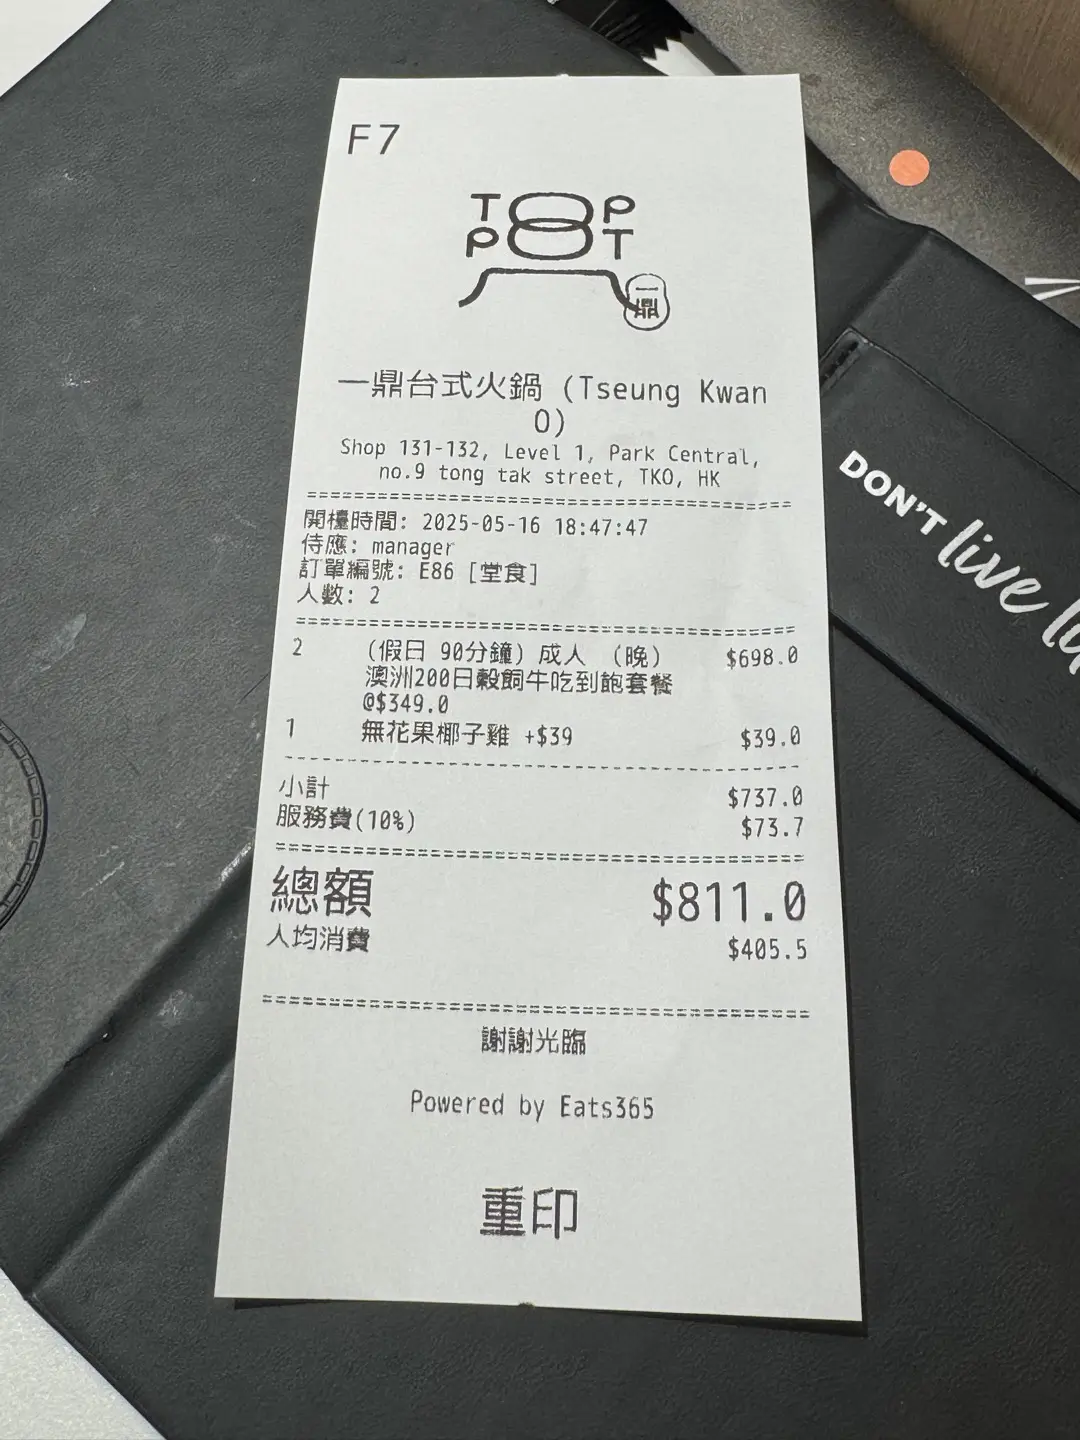 F7
TOP
POT
一鼎
一鼎台式火鍋 (Tseung Kwan
O)
Shop 131-132, Level 1, Park Central,
no.9 tong tak street, TKO, HK
開檯時間: 2025-05-16 18:47:47
侍應: manager
訂單編號: E86 [堂食]
人數: 2
2 (假日 90分鐘) 成人 (晚) $698.0
澳洲200日穀飼牛吃到飽套餐
@$349.0
1 無花果椰子雞 +$39 $39.0
小計 $737.0
服務費(10%) $73.7
總額 $811.0
人均消費 $405.5
謝謝光臨
Powered by Eats365
重印
DON'T
live